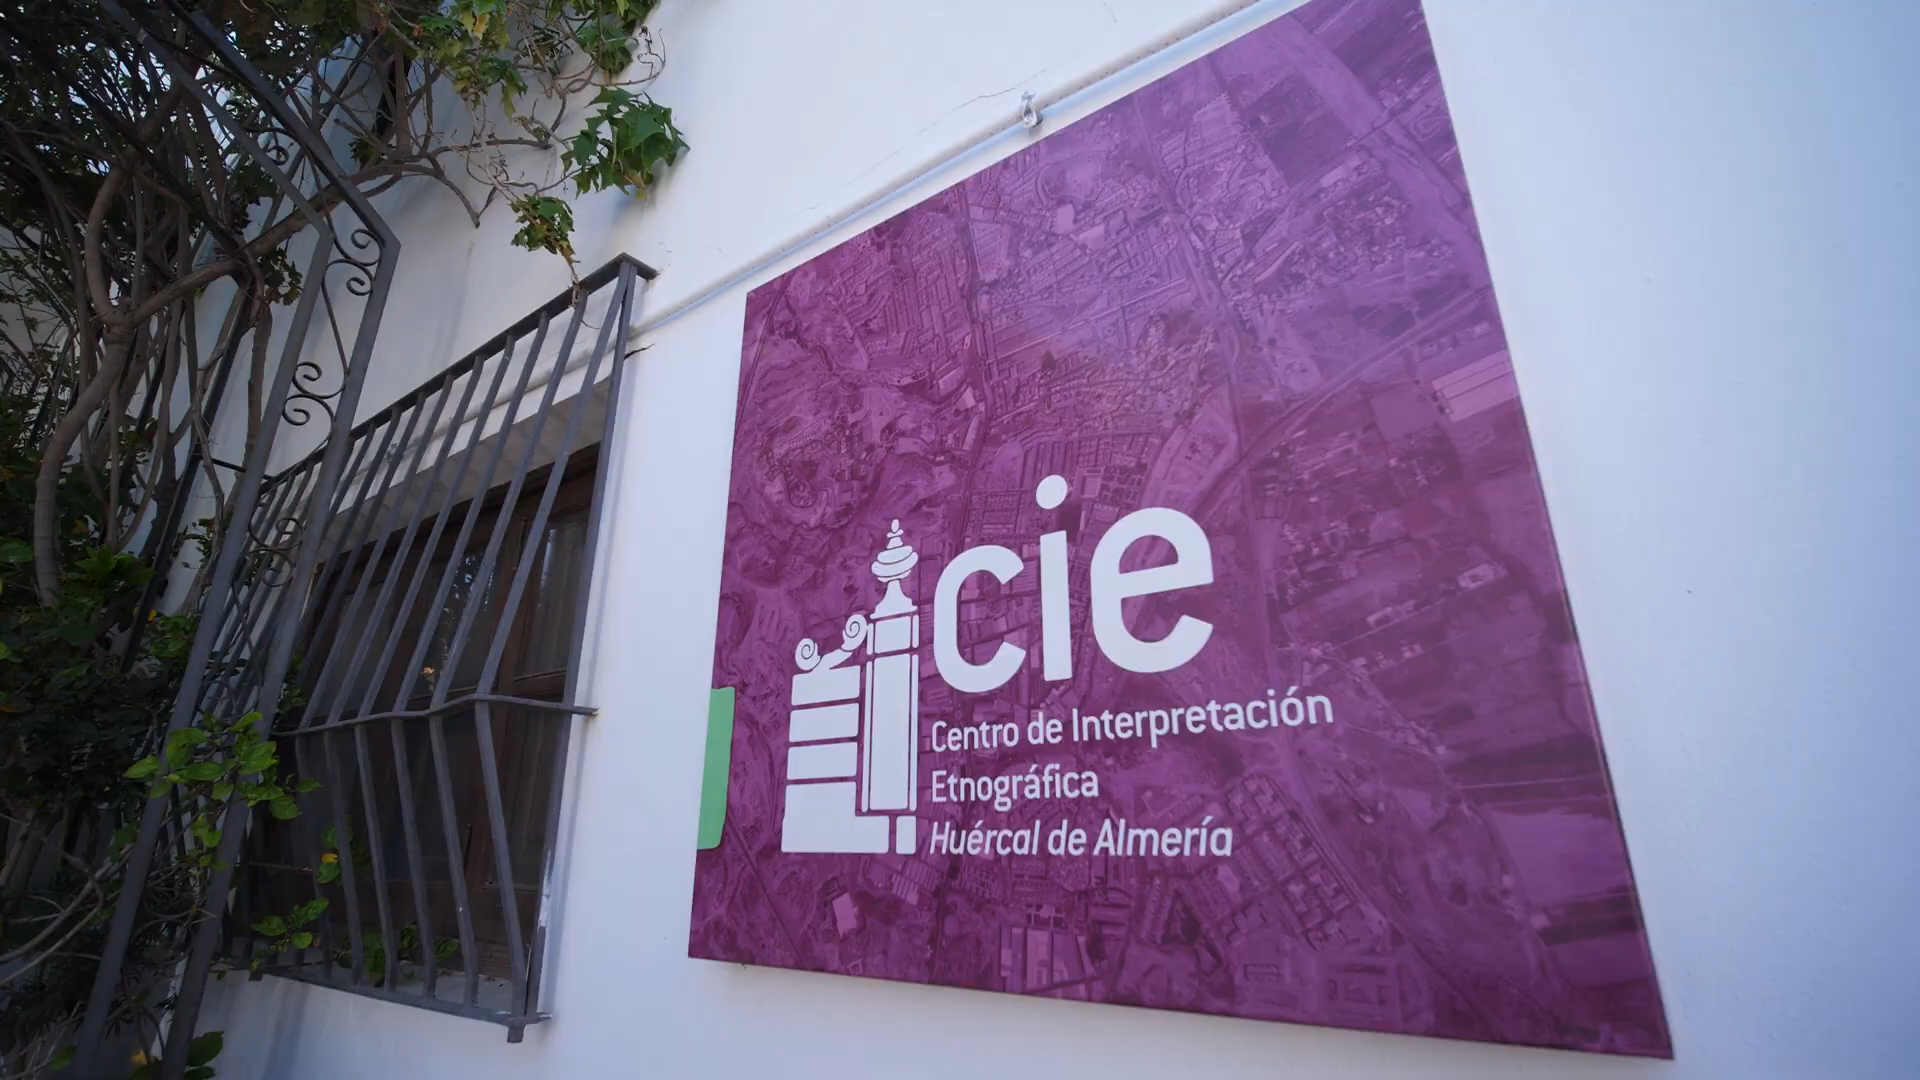 cie
Centro de Interpretación
Etnográfica
Huércal de Almería